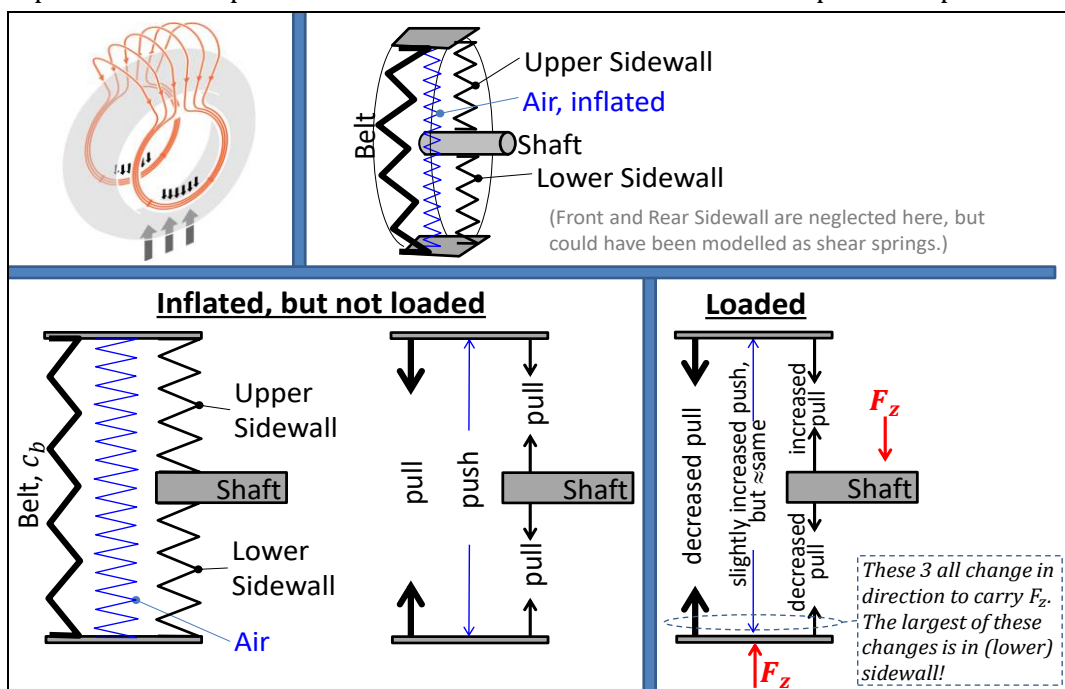 Upper Sidewall
Air, inflated
Belt
Shaft
Lower Sidewall
(Front and Rear Sidewall are neglected here, but
could have been modelled as shear springs.)
Inflated, but not loaded
Belt, c_b
Upper
Sidewall
Shaft
Lower
Sidewall
Air
pull
push
pull
pull
Shaft
Loaded
decreased pull
slightly increased push,
but ≈same
increased
pull
decreased
pull
F_z
Shaft
F_z
These 3 all change in
direction to carry F_z.
The largest of these
changes is in (lower)
sidewall!